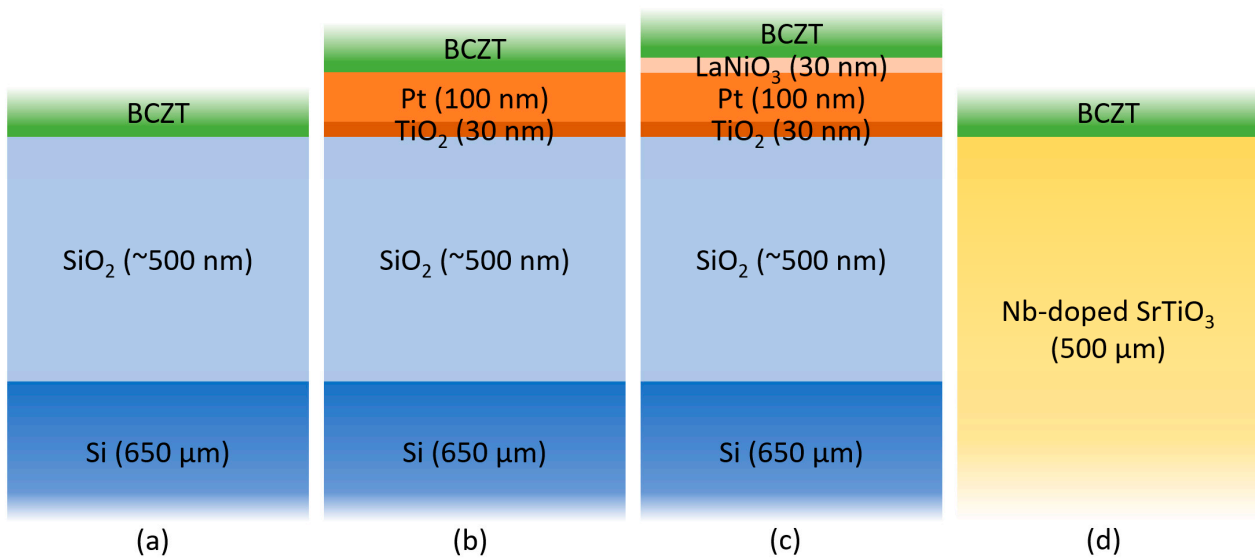 BCZT
SiO₂ (~500 nm)
Si (650 µm)
(a)
BCZT
Pt (100 nm)
TiO₂ (30 nm)
SiO₂ (~500 nm)
Si (650 µm)
(b)
BCZT
LaNiO₃ (30 nm)
Pt (100 nm)
TiO₂ (30 nm)
SiO₂ (~500 nm)
Si (650 µm)
(c)
BCZT
Nb-doped SrTiO₃
(500 µm)
(d)